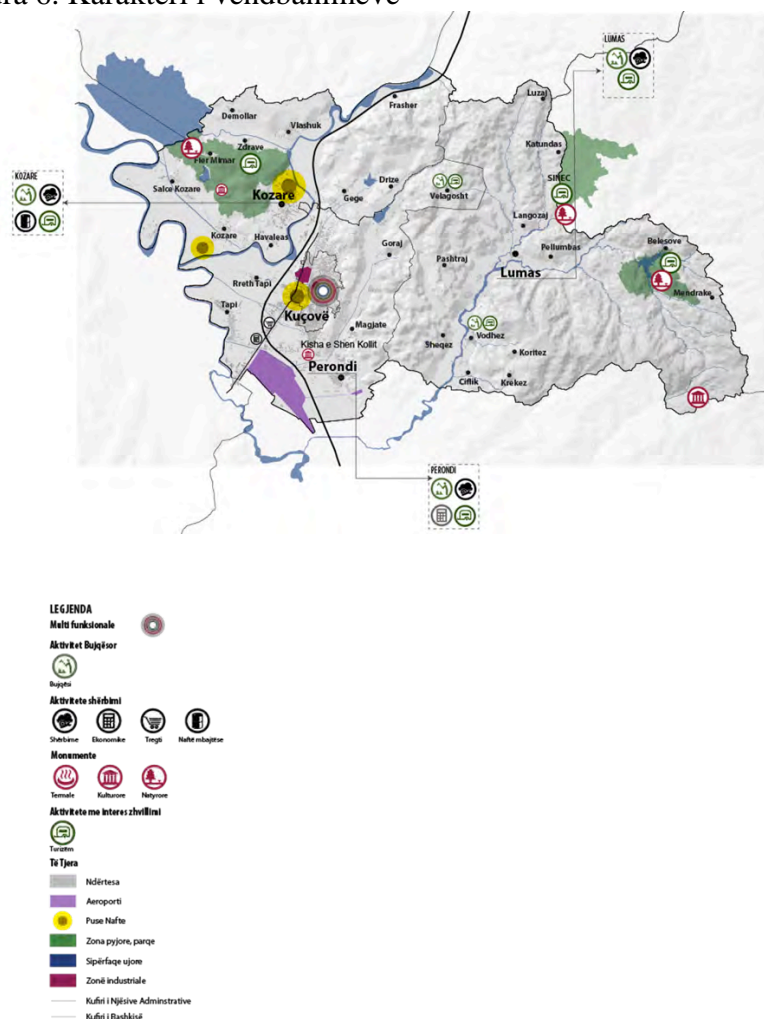 ura 6: Karakteri i vendbanimeve
LUMAS
Demollar
Vlashuk
Frasher
Luzaj
Zdrave
Fier Mimar
Katundas
KOZARE
Salce Kozare
Kozare
Gege
Drize
Velagosht
SINEC
Langozaj
Kozare
Havaleas
Goraj
Pashtraj
Lumas
Pellumbas
Belesove
Mendrake
Rreth Tapi
Tapi
Kuçovë
Magjate
Kisha e Shen Kollit
Perondi
Sheqez
Vodhez
Koritez
Ciflik
Krekez
PERONDI
LEGJENDA
Multi funksionale
Aktivitet Bujqësor
Bujqësi
Aktivitete shërbimi
Shërbime
Ekonomike
Tregti
Naftë mbajtëse
Monumente
Termale
Kulturore
Natyrore
Aktivitete me interes zhvillimi
Turizëm
Të Tjera
Ndërtesa
Aeroporti
Puse Nafte
Zona pyjore, parqe
Sipërfaqe ujore
Zonë industriale
Kufiri i Njësive Adminstrative
Kufiri i Bashkisë